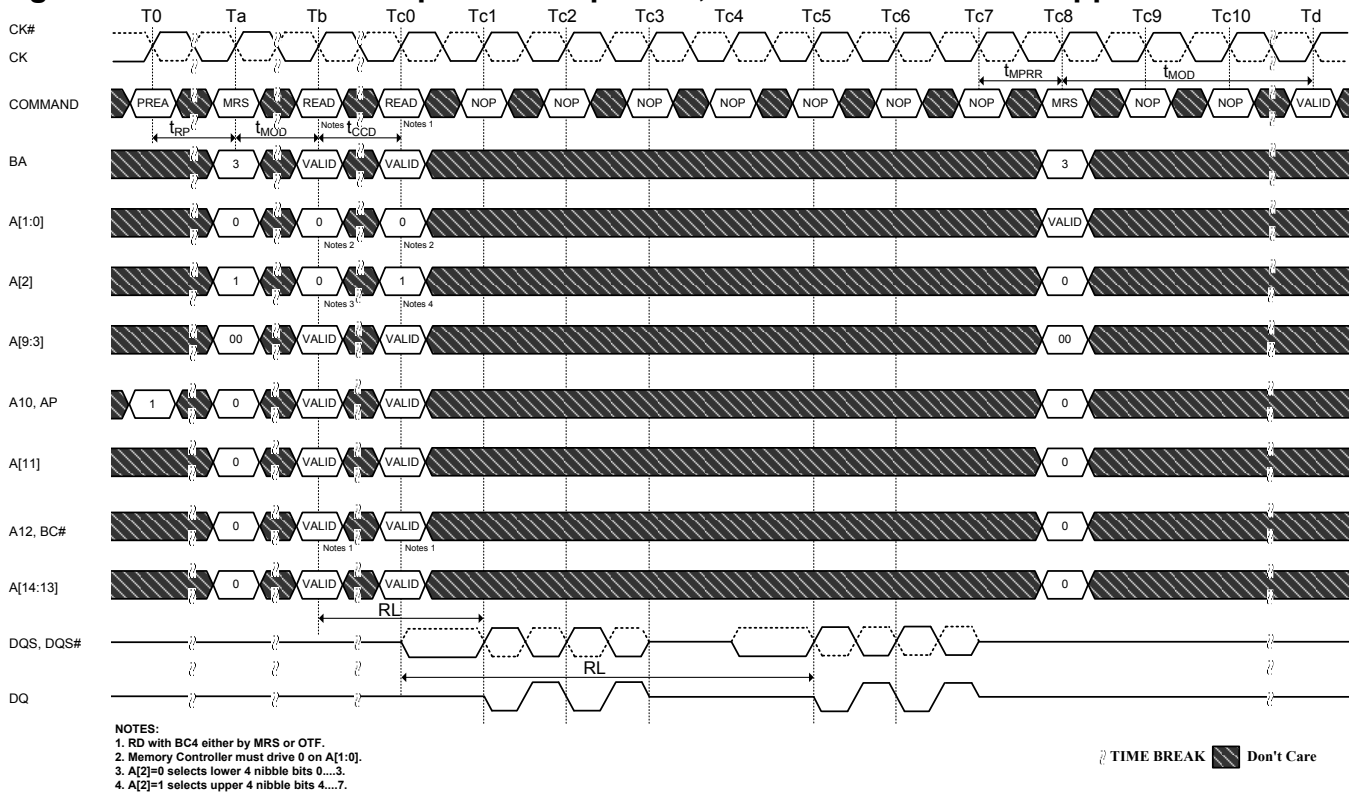 T0 Ta Tb Tc0 Tc1 Tc2 Tc3 Tc4 Tc5 Tc6 Tc7 Tc8 Tc9 Tc10 Td
CK#
CK
tMPRR tMOD
COMMAND PREA MRS READ READ NOP NOP NOP NOP NOP NOP NOP MRS NOP NOP VALID
Notes 1 Notes 1
tRP tMOD tCCD
BA 3 VALID VALID 3
A[1:0] 0 0 0 VALID
Notes 2 Notes 2
A[2] 1 0 1 0
Notes 3 Notes 4
A[9:3] 00 VALID VALID 00
A10, AP 1 0 VALID VALID 0
A[11] 0 VALID VALID 0
A12, BC# 0 VALID VALID 0
Notes 1 Notes 1
A[14:13] 0 VALID VALID 0
RL
DQS, DQS#
RL
DQ
NOTES:
1. RD with BC4 either by MRS or OTF.
2. Memory Controller must drive 0 on A[1:0].
3. A[2]=0 selects lower 4 nibble bits 0....3.
4. A[2]=1 selects upper 4 nibble bits 4....7.
TIME BREAK Don't Care